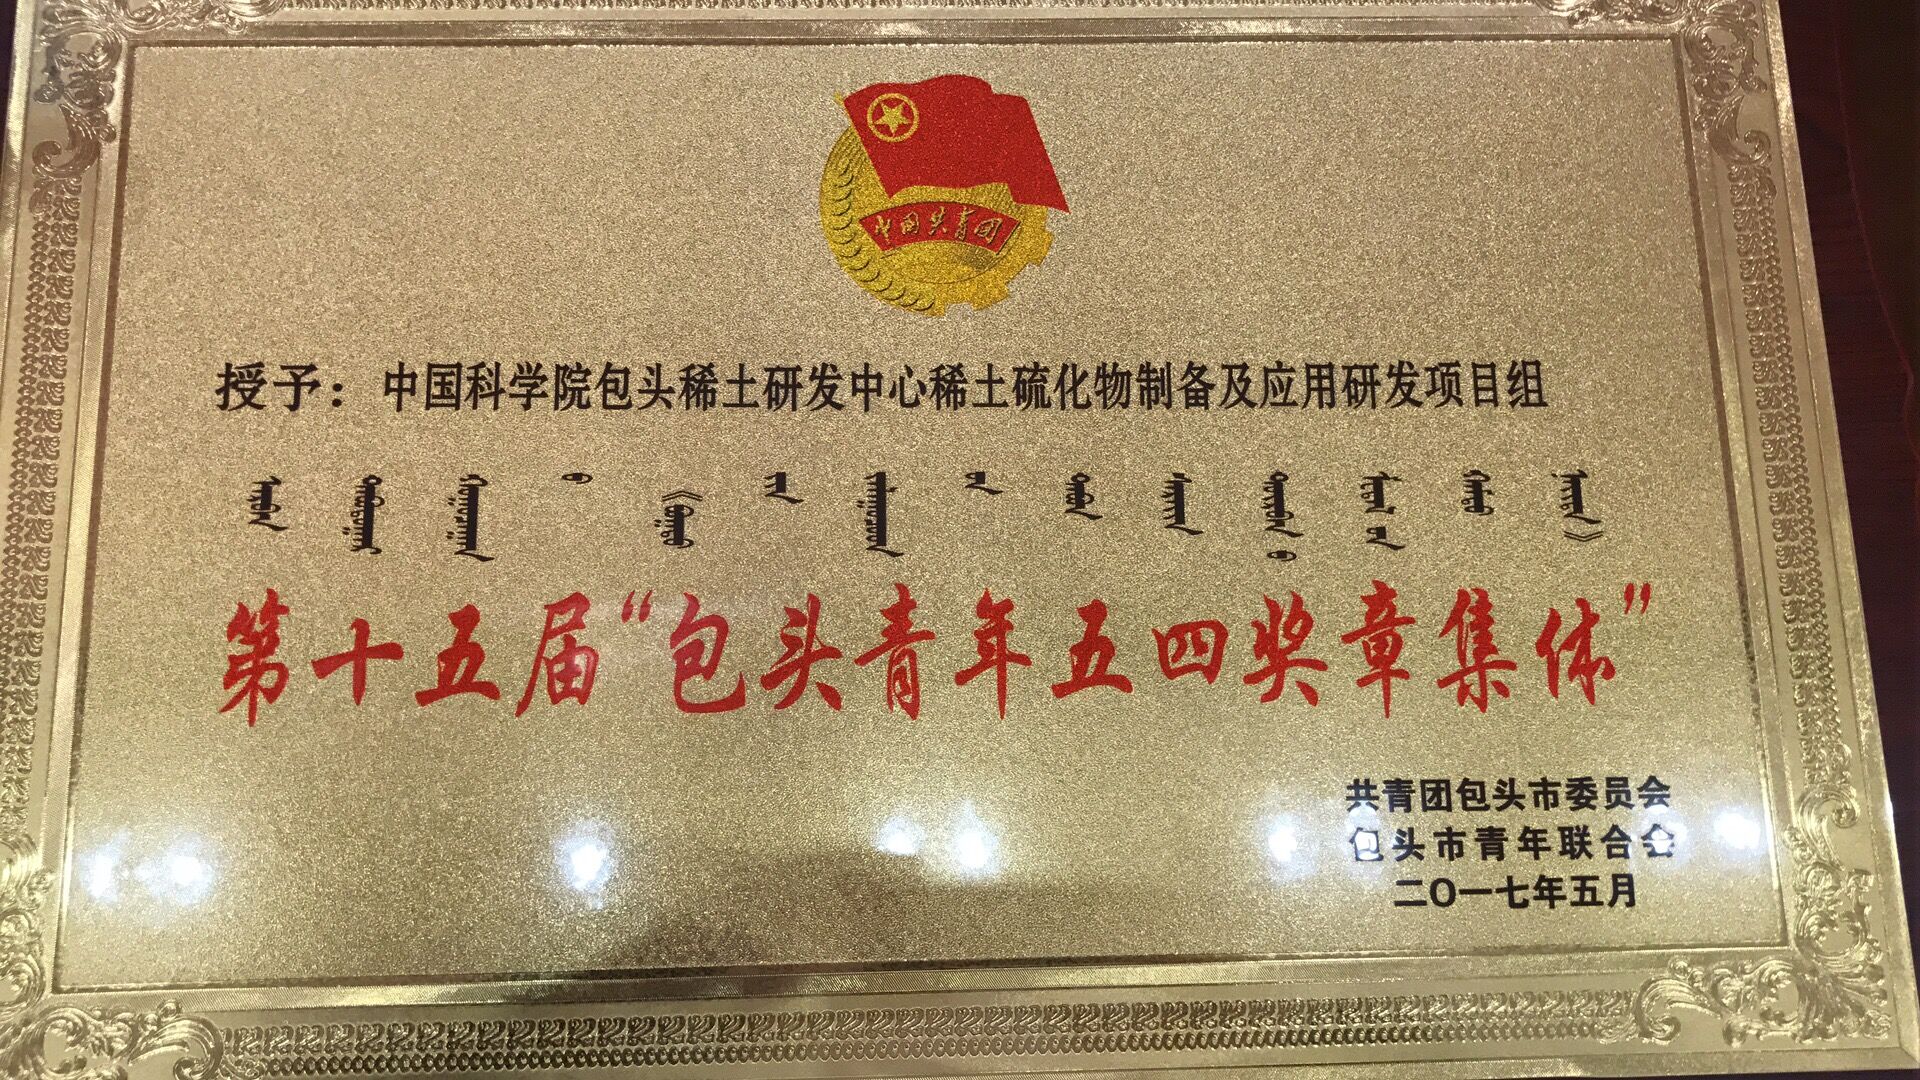 中国共青团
授予：中国科学院包头稀土研发中心稀土硫化物制备及应用研发项目组
第十五届“包头青年五四奖章集体”
共青团包头市委员会
包头市青年联合会
二〇一七年五月